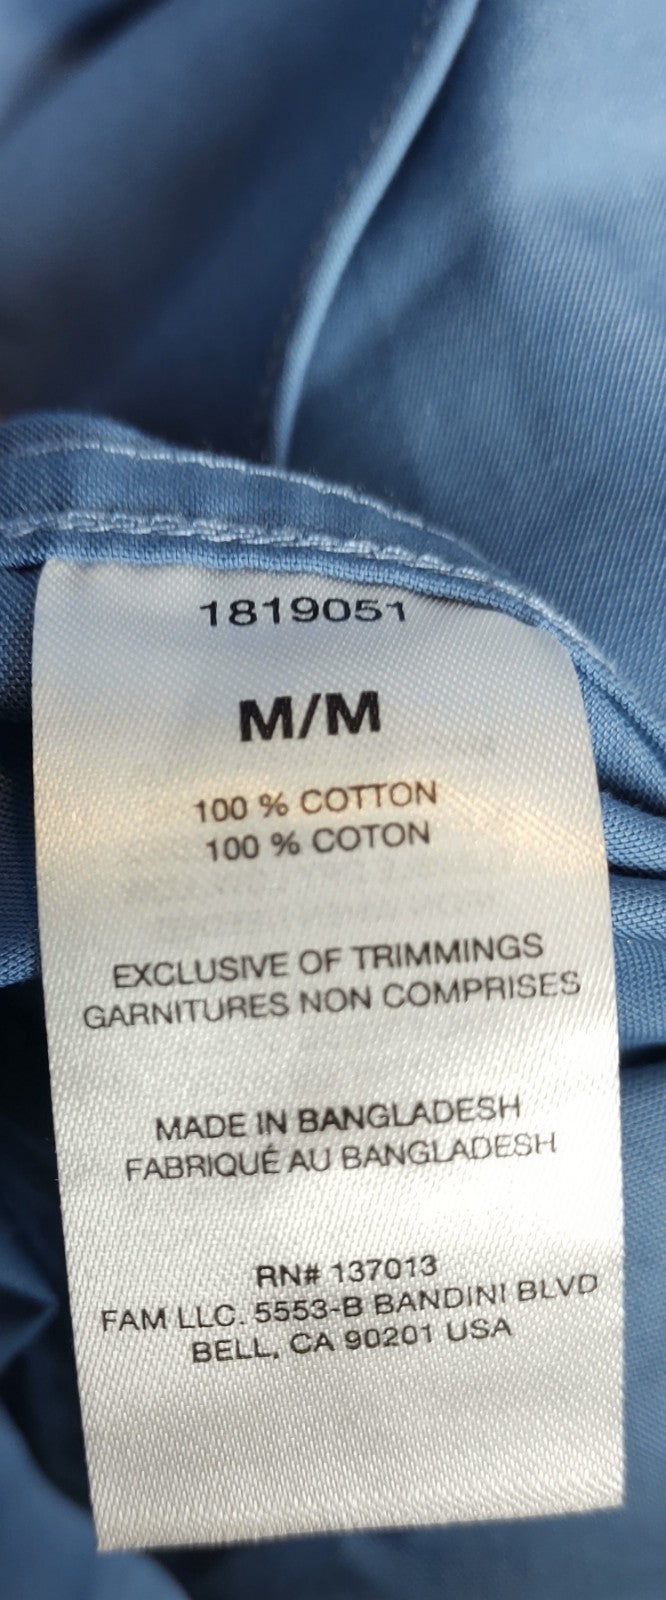 1819051
M/M
100 % COTTON
100 % COTON
EXCLUSIVE OF TRIMMINGS
GARNITURES NON COMPRISES
MADE IN BANGLADESH
FABRIQUÉ AU BANGLADESH
RN# 137013
FAM LLC. 5553-B BANDINI BLVD
BELL, CA 90201 USA